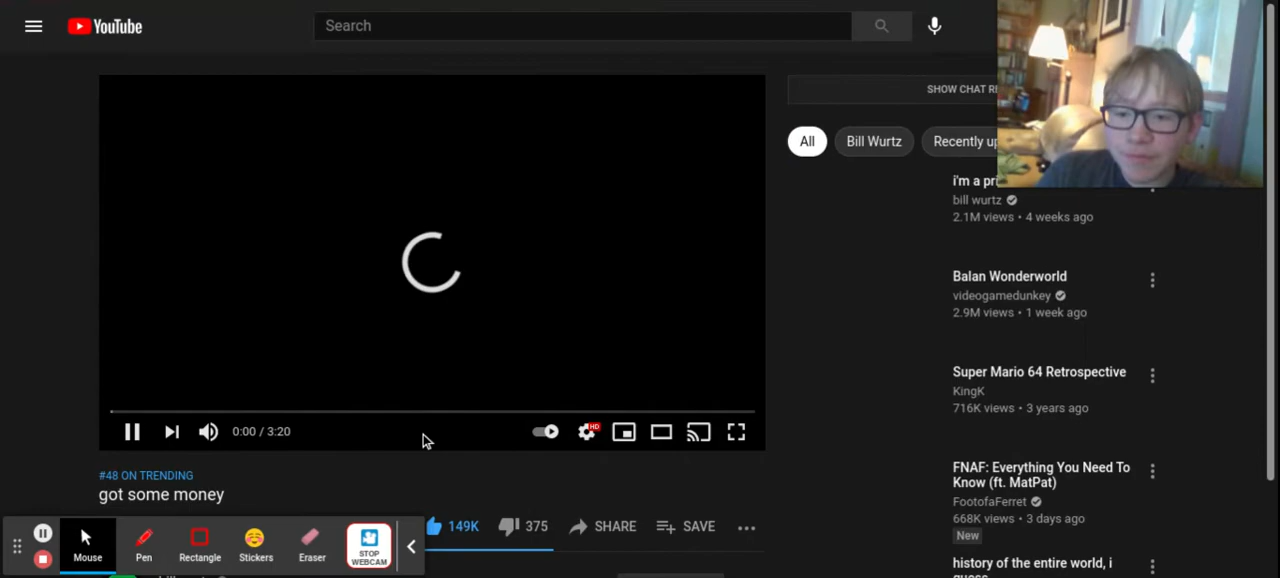 YouTube
Search
SHOW CHAT RE
All
Bill Wurtz
Recently up
i'm a pri
bill wurtz
2.1M views • 4 weeks ago
Balan Wonderworld
videogamedunkey
2.9M views • 1 week ago
Super Mario 64 Retrospective
KingK
716K views • 3 years ago
FNAF: Everything You Need To
Know (ft. MatPat)
FootofaFerret
668K views • 3 days ago
New
history of the entire world, i
0:00 / 3:20
HD
#48 ON TRENDING
got some money
149K
375
SHARE
SAVE
Mouse
Pen
Rectangle
Stickers
Eraser
STOP
WEBCAM